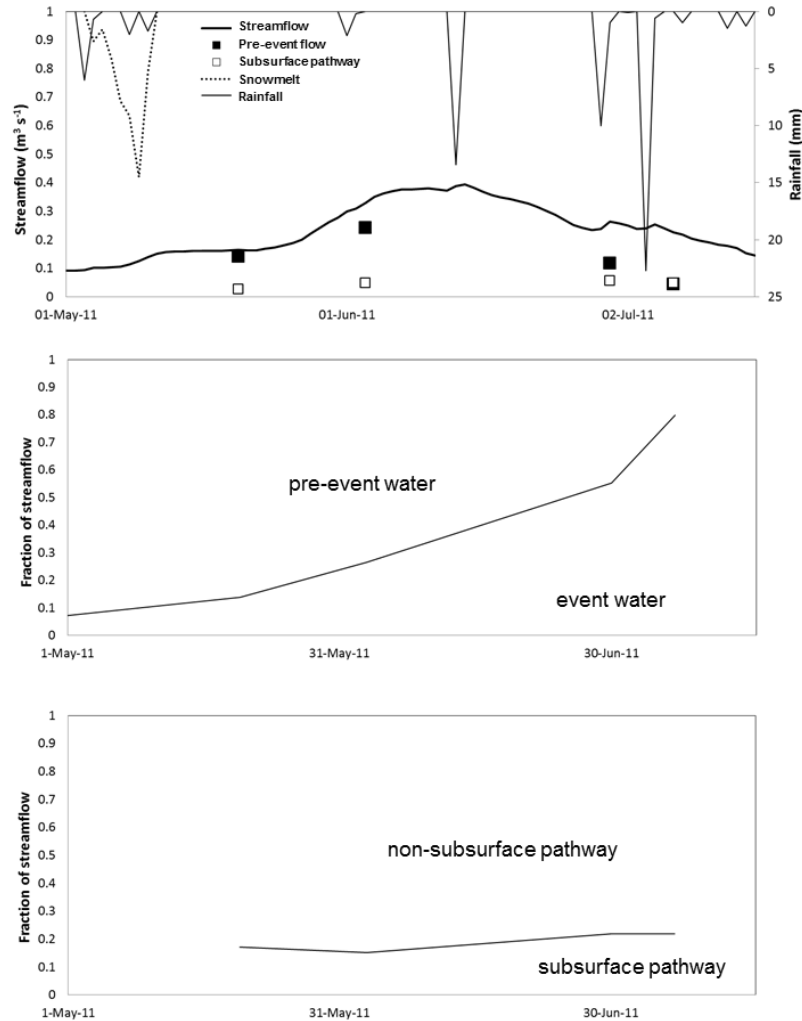 1
0.9
0.8
0.7
0.6
0.5
0.4
0.3
0.2
0.1
0
Streamflow (m³ s⁻¹)
Streamflow
Pre-event flow
Subsurface pathway
Snowmelt
Rainfall
0
5
10
15
20
25
Rainfall (mm)
01-May-11 01-Jun-11 02-Jul-11
1
0.9
0.8
0.7
0.6
0.5
0.4
0.3
0.2
0.1
0
Fraction of streamflow
pre-event water
event water
1-May-11 31-May-11 30-Jun-11
1
0.9
0.8
0.7
0.6
0.5
0.4
0.3
0.2
0.1
0
Fraction of streamflow
non-subsurface pathway
subsurface pathway
1-May-11 31-May-11 30-Jun-11